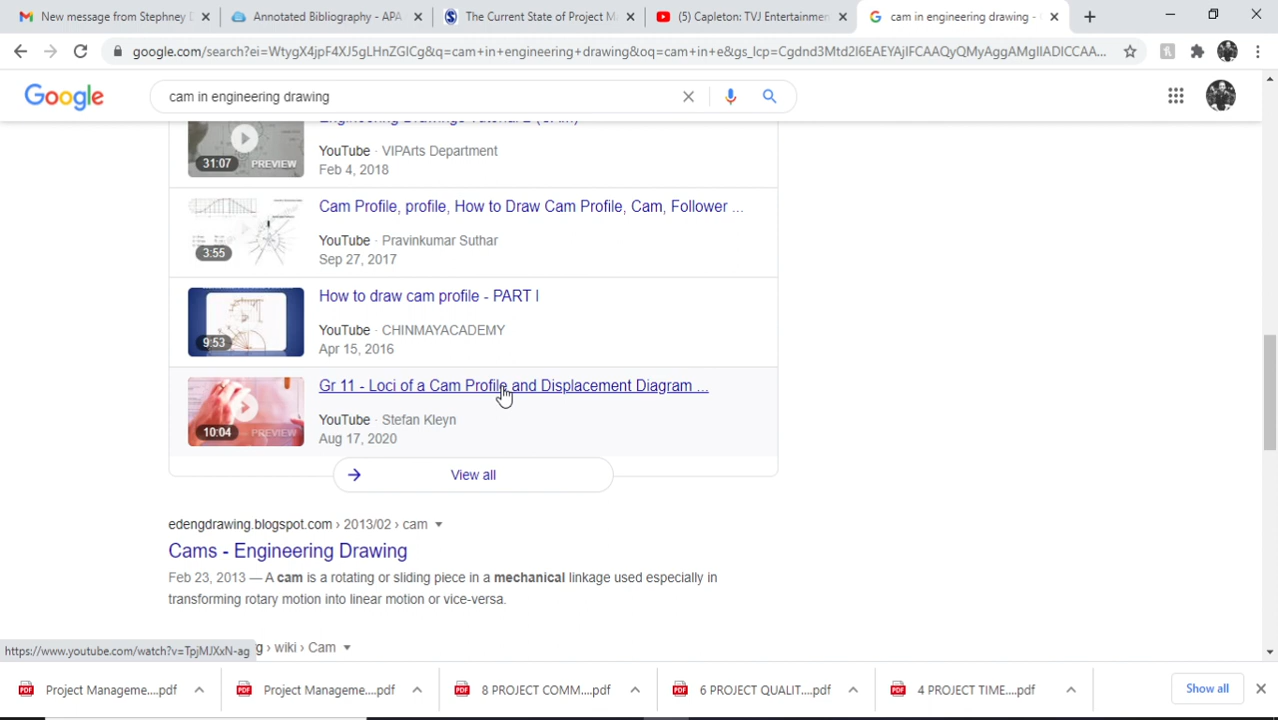 New message from Stephney D
Annotated Bibliography - APA
The Current State of Project M
(5) Capleton: TVJ Entertainmen
cam in engineering drawing -
google.com/search?ei=WtygX4jpF4XJ5gLHnZGICg&q=cam+in+engineering+drawing&oq=cam+in+e&gs_lcp=Cgdnd3Mtd2l6EAEYAjIFCAAQyQMyAggAMgIIADICCAA...
Google
cam in engineering drawing
Engineering Drawings Tutorial 2 (CAM)
31:07
PREVIEW
YouTube · VIPArts Department
Feb 4, 2018
Cam Profile, profile, How to Draw Cam Profile, Cam, Follower ...
3:55
YouTube · Pravinkumar Suthar
Sep 27, 2017
How to draw cam profile - PART I
9:53
YouTube · CHINMAYACADEMY
Apr 15, 2016
Gr 11 - Loci of a Cam Profile and Displacement Diagram ...
10:04
PREVIEW
YouTube · Stefan Kleyn
Aug 17, 2020
View all
edengdrawing.blogspot.com › 2013/02 › cam
Cams - Engineering Drawing
Feb 23, 2013 — A cam is a rotating or sliding piece in a mechanical linkage used especially in
transforming rotary motion into linear motion or vice-versa.
https://www.youtube.com/watch?v=TpjMJXxN-ag
g › wiki › Cam
Project Manageme....pdf
Project Manageme....pdf
8 PROJECT COMM....pdf
6 PROJECT QUALIT....pdf
4 PROJECT TIME....pdf
Show all